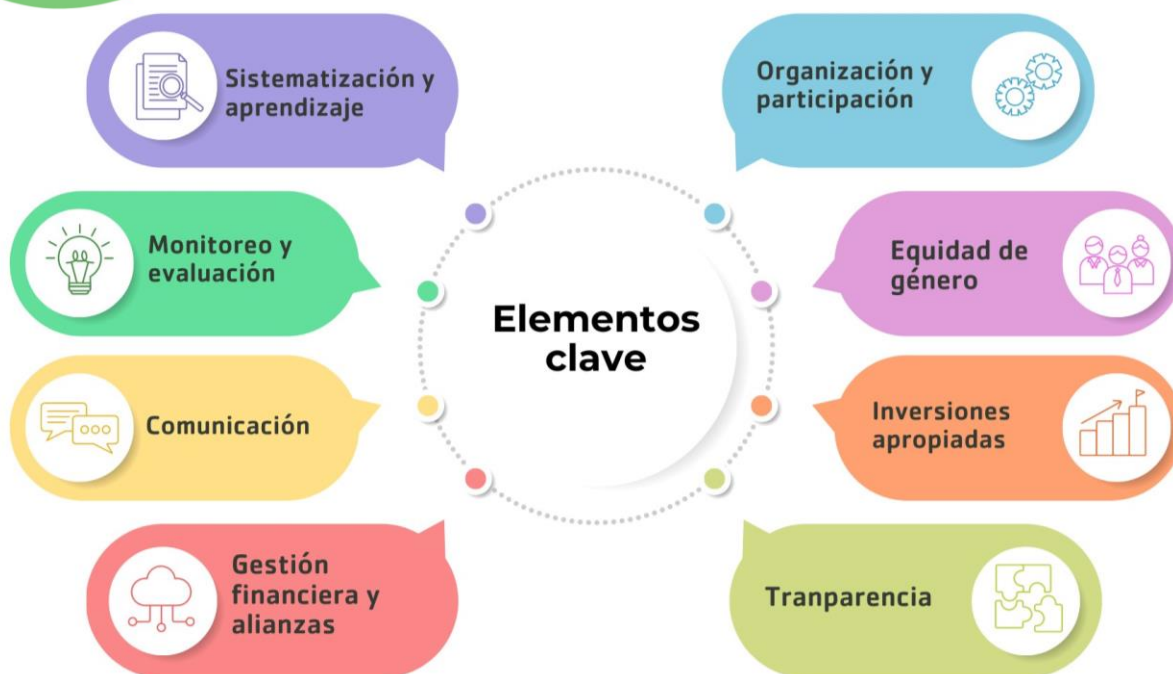 Sistematización y
aprendizaje
Organización y
participación
Monitoreo y
evaluación
Equidad de
género
Elementos
clave
Comunicación
Inversiones
apropiadas
Gestión
financiera y
alianzas
Tranparencia